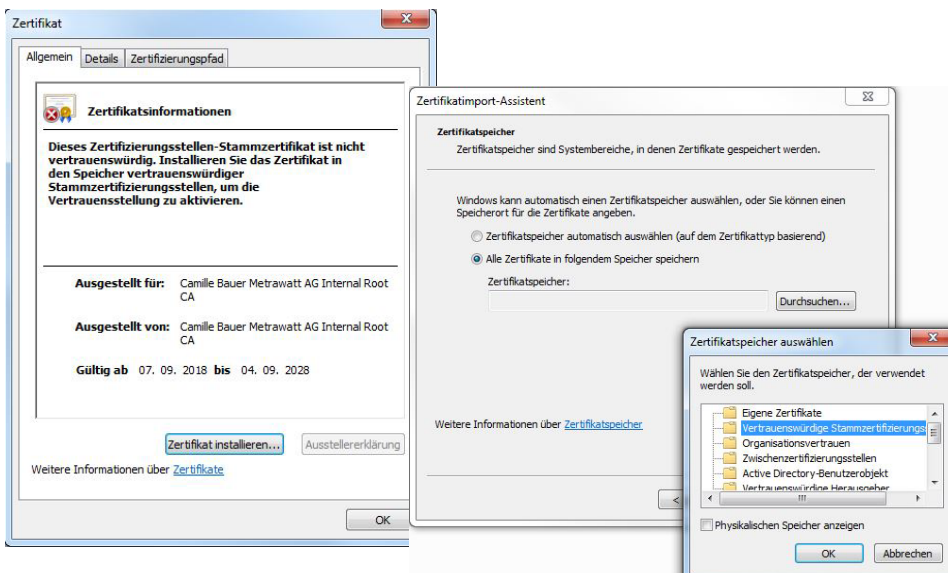 Zertifikat
Allgemein Details Zertifizierungspfad
Zertifikatsinformationen
Dieses Zertifizierungsstellen-Stammzertifikat ist nicht
vertrauenswürdig. Installieren Sie das Zertifikat in
den Speicher vertrauenswürdiger
Stammzertifizierungsstellen, um die
Vertrauensstellung zu aktivieren.
Ausgestellt für: Camille Bauer Metrawatt AG Internal Root
CA
Ausgestellt von: Camille Bauer Metrawatt AG Internal Root
CA
Gültig ab 07. 09. 2018 bis 04. 09. 2028
Zertifikat installieren... Ausstellererklärung
Weitere Informationen über Zertifikate
OK
Zertifikatimport-Assistent
Zertifikatspeicher
Zertifikatspeicher sind Systembereiche, in denen Zertifikate gespeichert werden.
Windows kann automatisch einen Zertifikatspeicher auswählen, oder Sie können einen
Speicherort für die Zertifikate angeben.
Zertifikatspeicher automatisch auswählen (auf dem Zertifikattyp basierend)
Alle Zertifikate in folgendem Speicher speichern
Zertifikatspeicher:
Durchsuchen...
Weitere Informationen über Zertifikatspeicher
<
Zertifikatspeicher auswählen
Wählen Sie den Zertifikatspeicher, der verwendet
werden soll.
Eigene Zertifikate
Vertrauenswürdige Stammzertifizierungs
Organisationsvertrauen
Zwischenzertifizierungsstellen
Active Directory-Benutzerobjekt
Vertrauenswürdige Herausgeber
Physikalischen Speicher anzeigen
OK Abbrechen